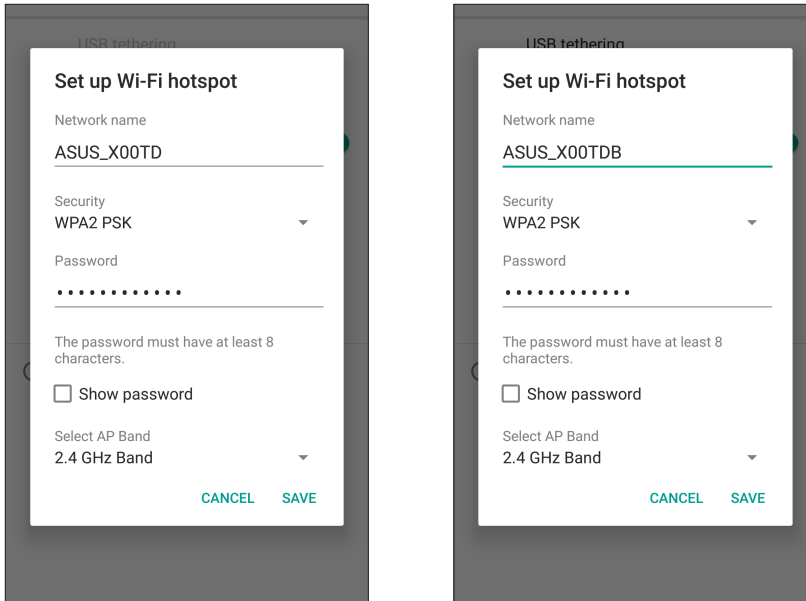 USB tethering
Set up Wi-Fi hotspot
Network name
ASUS_X00TD
Security
WPA2 PSK
Password
••••••••••••
The password must have at least 8
characters.
Show password
Select AP Band
2.4 GHz Band
CANCEL SAVE
USB tethering
Set up Wi-Fi hotspot
Network name
ASUS_X00TDB
Security
WPA2 PSK
Password
••••••••••••
The password must have at least 8
characters.
Show password
Select AP Band
2.4 GHz Band
CANCEL SAVE